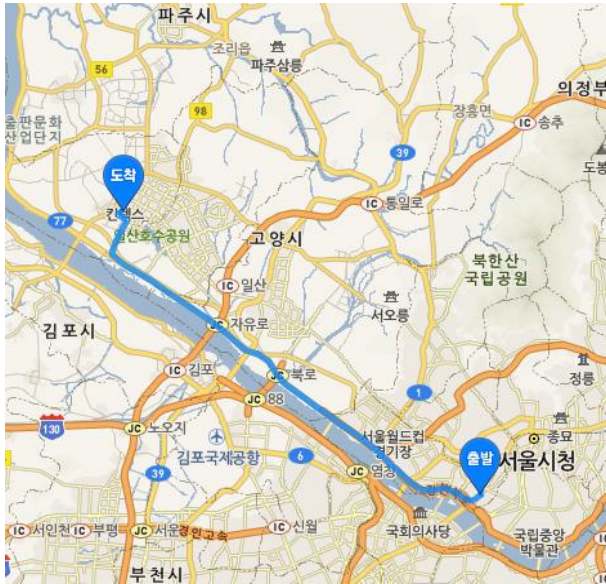 파주시
조리읍
파주삼릉
56
98
의정부
장흥면
IC
송추
출판문화
산업단지
39
도봉
도착
킨텍스
77
IC
통일로
일산호수공원
고양시
북한산
국립공원
IC
일산
서오릉
김포시
JC
자유로
정릉
IC
김포
JC
북로
1
JC
88
130
JC
노오지
서울월드컵
경기장
종묘
출발
서울시청
김포국제공항
6
JC
염창
39
국회의사당
IC
서인천
IC
부평
JC
서운
경인고속
IC
신월
국립중앙
박물관
IC
부천시